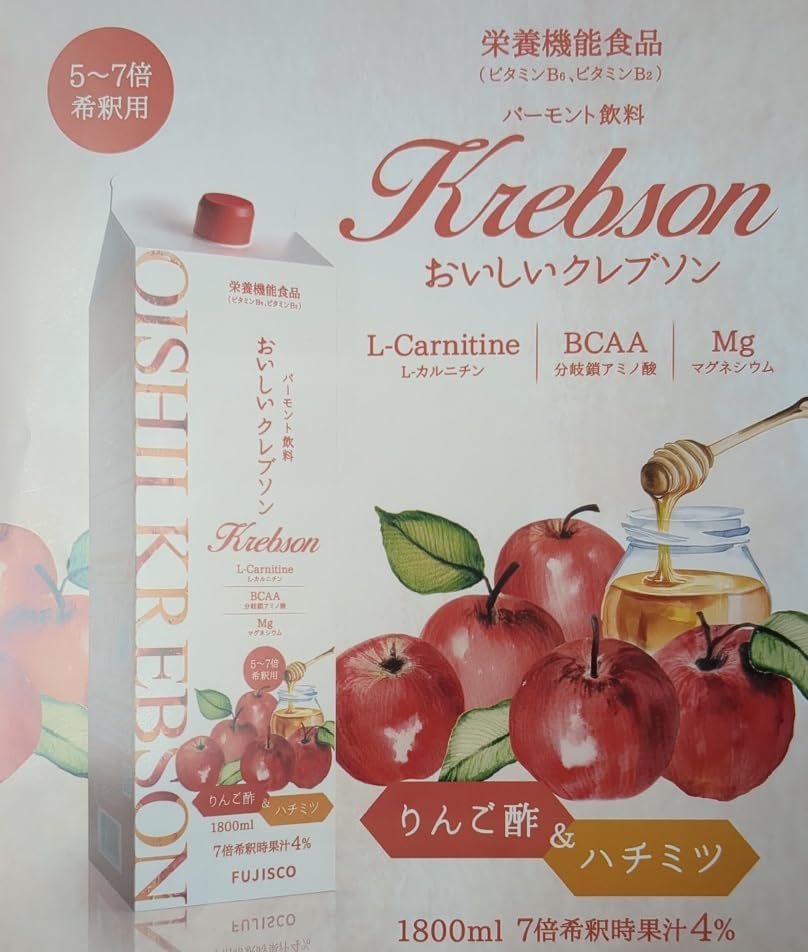 5〜7倍
希釈用
栄養機能食品
(ビタミンB6、ビタミンB2)
バーモント飲料
Krebson
おいしいクレブソン
L-Carnitine
L-カルニチン
BCAA
分岐鎖アミノ酸
Mg
マグネシウム
OISHII KREBSON
栄養機能食品
(ビタミンB6、ビタミンB2)
バーモント飲料
おいしいクレブソン
Krebson
L-Carnitine
L-カルニチン
BCAA
分岐鎖アミノ酸
Mg
マグネシウム
5〜7倍
希釈用
りんご酢 & ハチミツ
1800ml
7倍希釈時果汁4%
FUJISCO
りんご酢 & ハチミツ
1800ml 7倍希釈時果汁4%